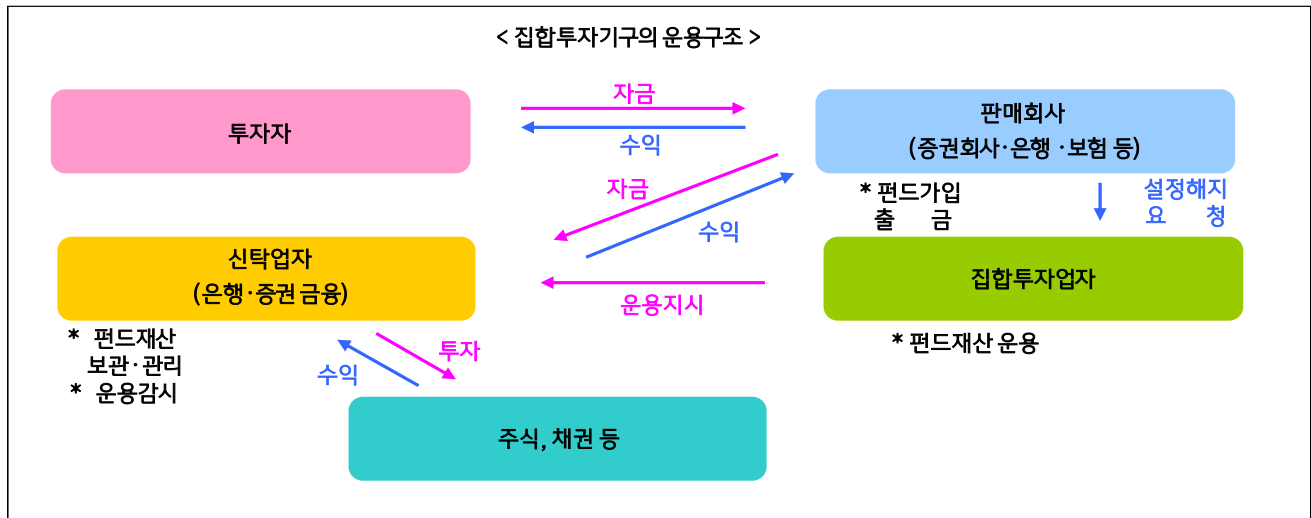 < 집합투자기구의 운용구조 >
투자자
자금
수익
판매회사
(증권회사·은행·보험 등)
자금
수익
* 펀드가입
출 금
설정해지
요 청
신탁업자
(은행·증권 금융)
운용지시
집합투자업자
* 펀드재산
보관·관리
* 운용감시
수익
투자
* 펀드재산 운용
주식, 채권 등